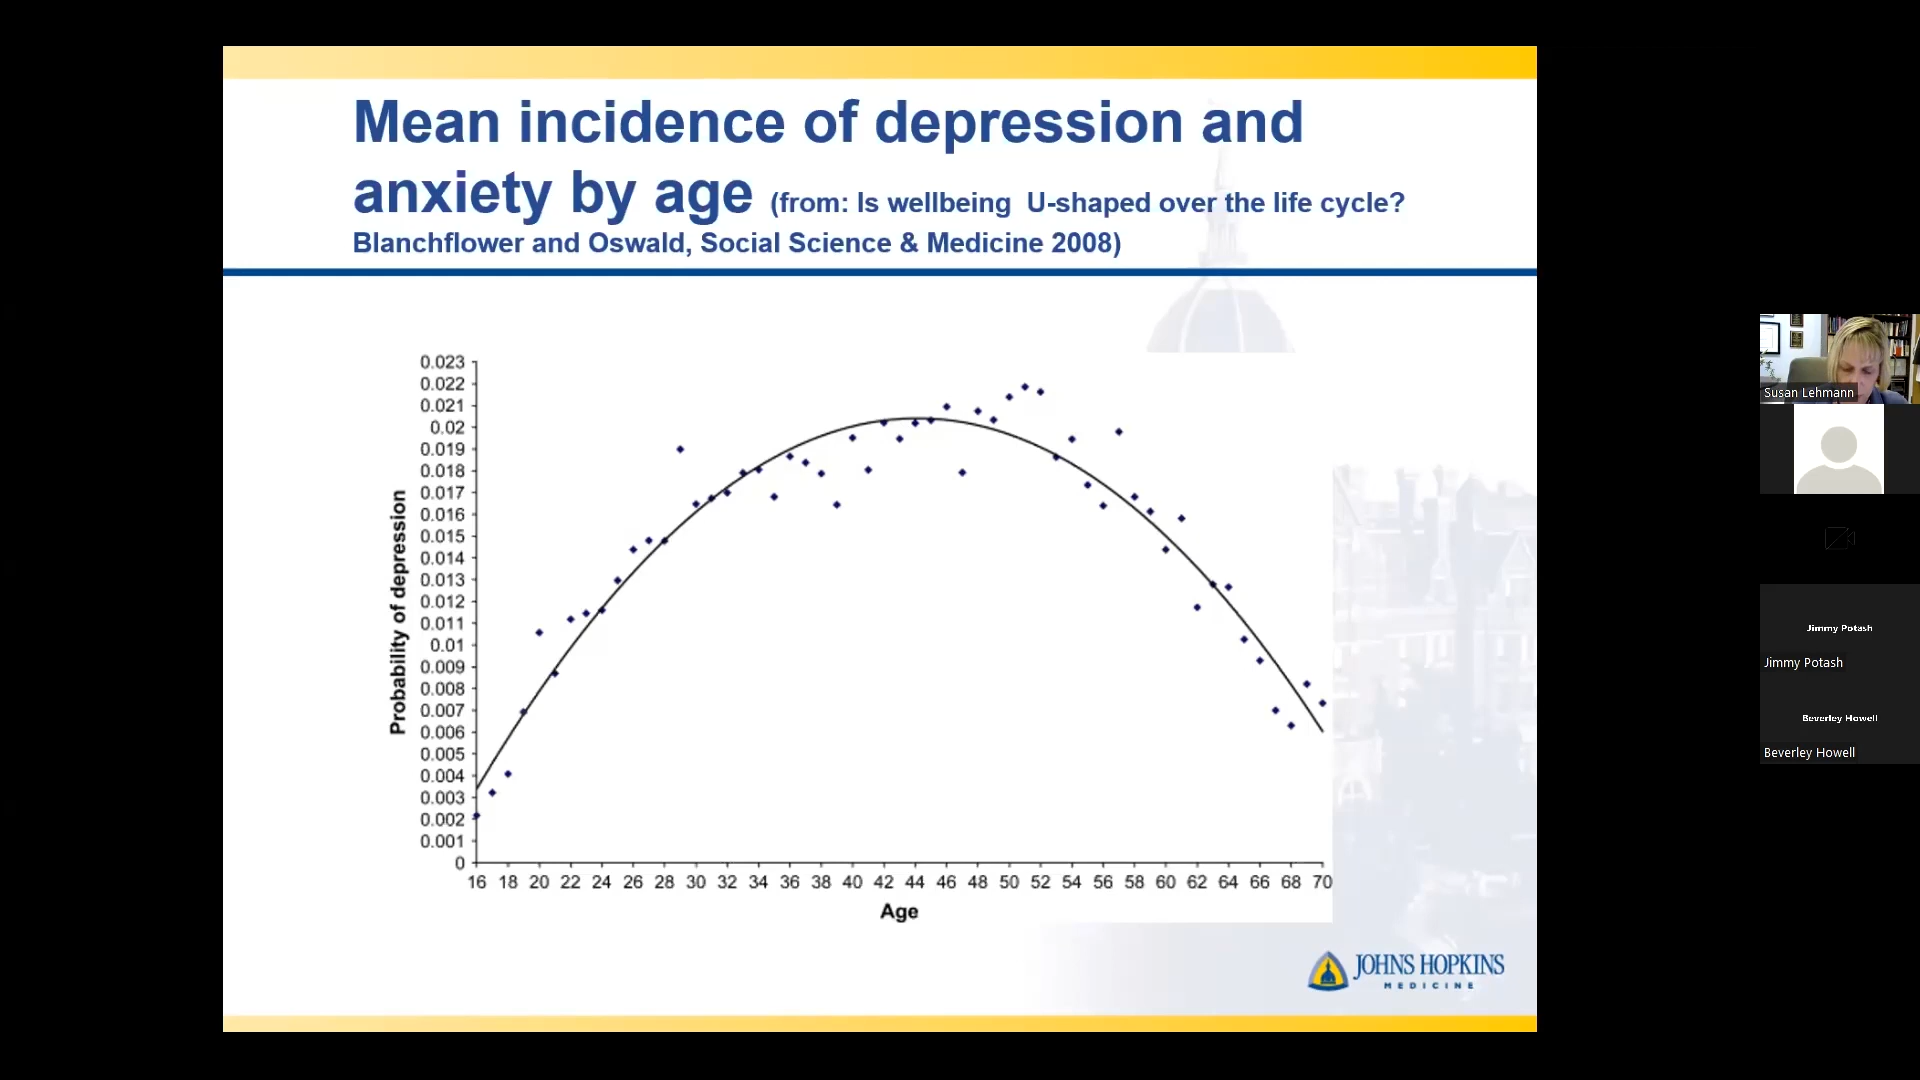 Mean incidence of depression and
anxiety by age (from: Is wellbeing U-shaped over the life cycle?
Blanchflower and Oswald, Social Science & Medicine 2008)
0.023
0.022
0.021
0.02
0.019
0.018
0.017
0.016
0.015
0.014
0.013
0.012
0.011
0.01
0.009
0.008
0.007
0.006
0.005
0.004
0.003
0.002
0.001
0
Probability of depression
16 18 20 22 24 26 28 30 32 34 36 38 40 42 44 46 48 50 52 54 56 58 60 62 64 66 68 70
Age
JOHNS HOPKINS
MEDICINE
Susan Lehmann
Jimmy Potash
Jimmy Potash
Beverley Howell
Beverley Howell